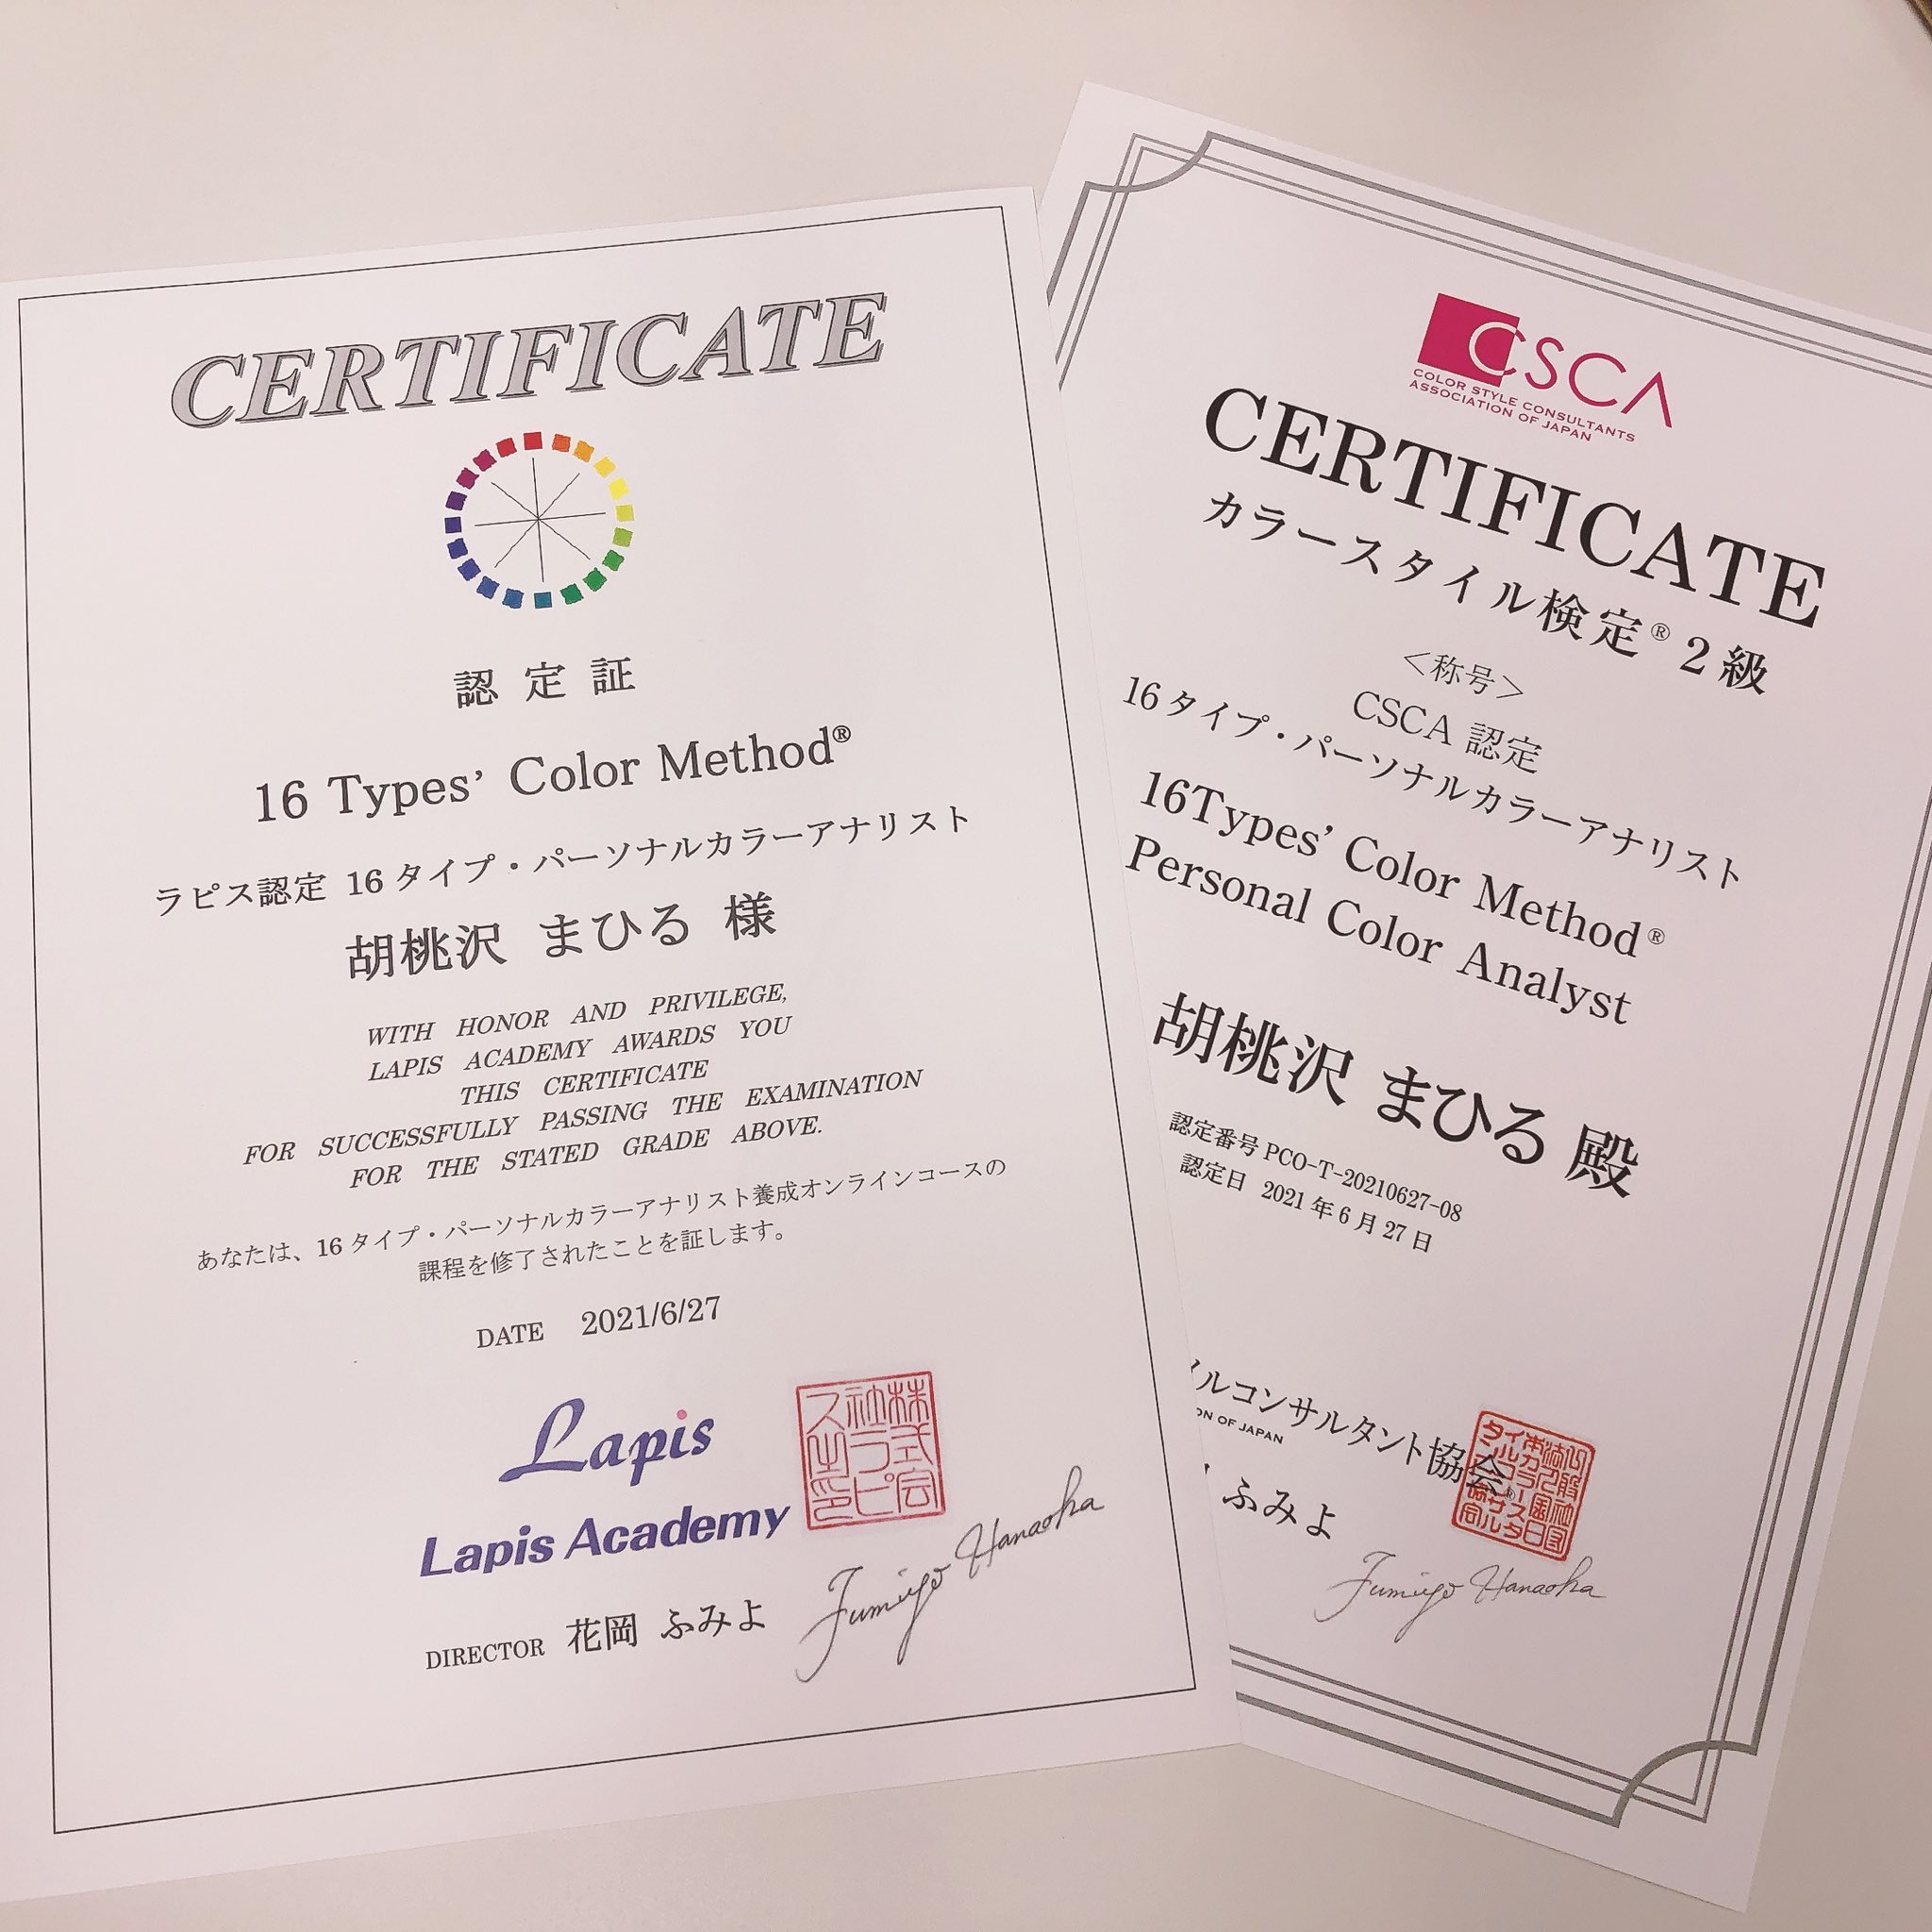 CERTIFICATE
認定証
16 Types’ Color Method®
ラピス認定 16タイプ・パーソナルカラーアナリスト
胡桃沢 まひる 様
WITH HONOR AND PRIVILEGE,
LAPIS ACADEMY AWARDS YOU
THIS CERTIFICATE
FOR SUCCESSFULLY PASSING THE EXAMINATION
FOR THE STATED GRADE ABOVE.
あなたは、16タイプ・パーソナルカラーアナリスト養成オンラインコースの
課程を修了されたことを証します。
DATE 2021/6/27
Lapis
Lapis Academy
株式会
社ラピ
ス之印
DIRECTOR 花岡 ふみよ
Fumiyo Hanaoka
CSCA
COLOR STYLE CONSULTANTS
ASSOCIATION OF JAPAN
CERTIFICATE
カラースタイル検定® 2級
＜称号＞
CSCA 認定
16タイプ・パーソナルカラーアナリスト
16Types’ Color Method®
Personal Color Analyst
胡桃沢 まひる 殿
認定番号 PCO-T-20210627-08
認定日 2021年6月27日
イルコンサルタント協会®
ON OF JAPAN
ふみよ
Fumiyo Hanaoka